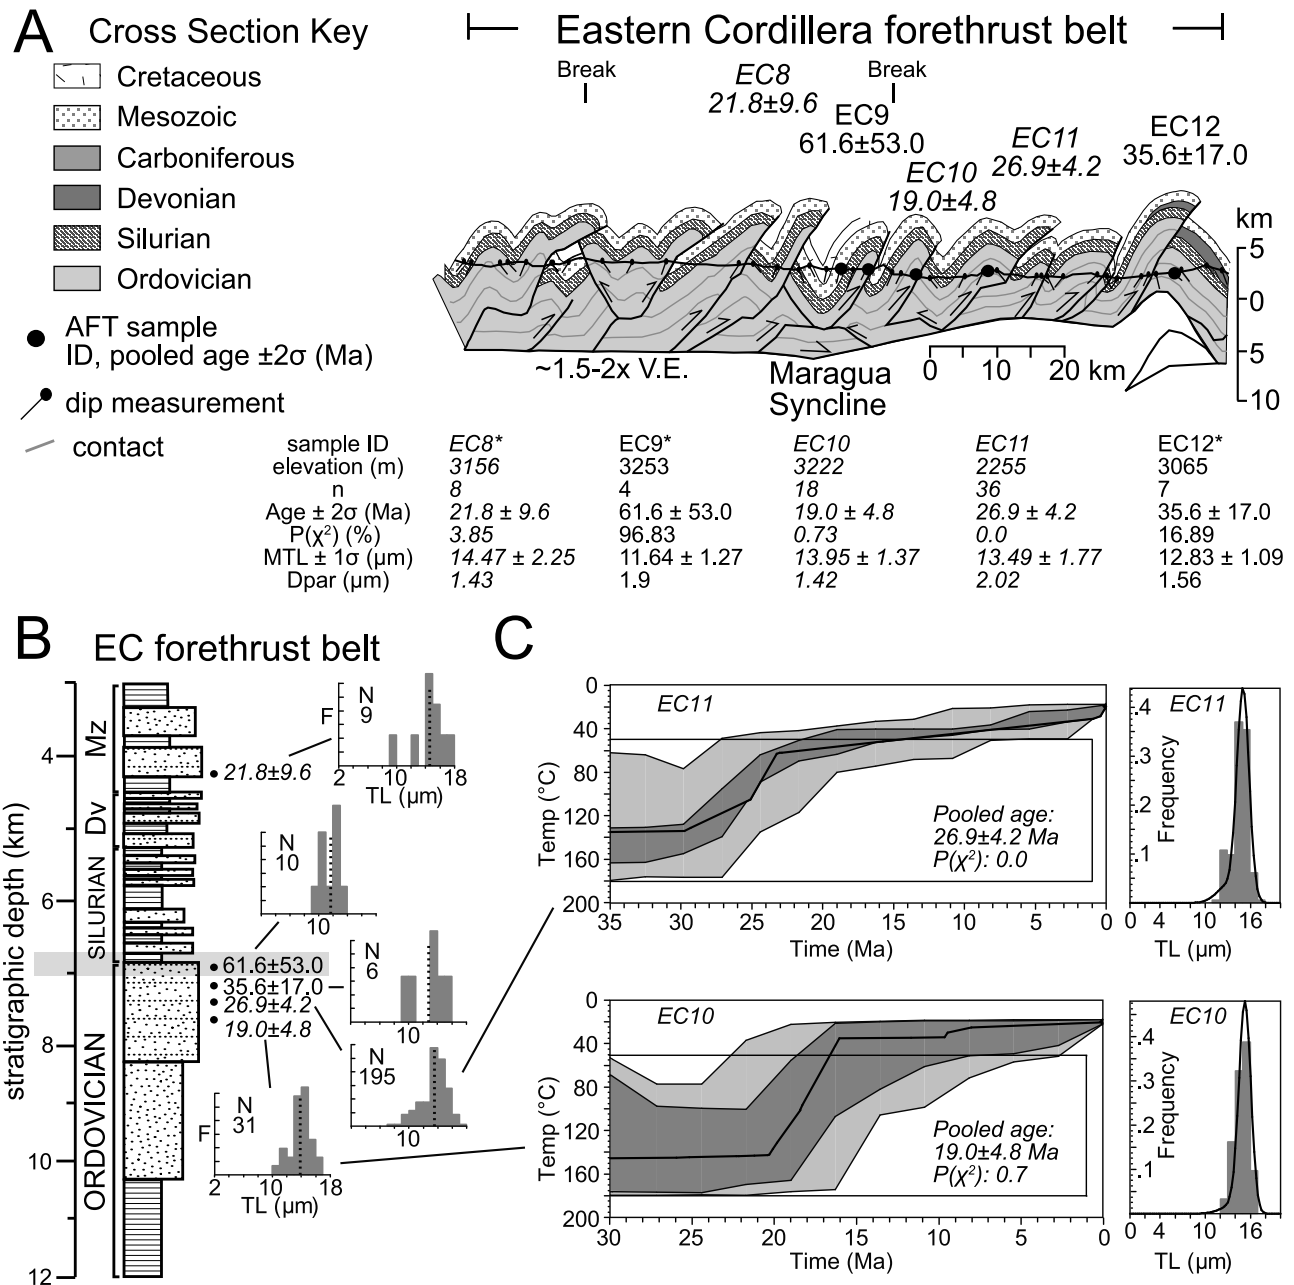 A
Cross Section Key
Cretaceous
Mesozoic
Carboniferous
Devonian
Silurian
Ordovician
AFT sample
ID, pooled age ±2σ (Ma)
dip measurement
contact
Eastern Cordillera forethrust belt
Break
Break
EC8
21.8±9.6
EC9
61.6±53.0
EC10
19.0±4.8
EC11
26.9±4.2
EC12
35.6±17.0
km
5
0
5
10
~1.5-2x V.E.
Maragua
Syncline
0 10 20 km
sample ID EC8* EC9* EC10 EC11 EC12*
elevation (m) 3156 3253 3222 2255 3065
n 8 4 18 36 7
Age ± 2σ (Ma) 21.8 ± 9.6 61.6 ± 53.0 19.0 ± 4.8 26.9 ± 4.2 35.6 ± 17.0
P(χ²) (%) 3.85 96.83 0.73 0.0 16.89
MTL ± 1σ (μm) 14.47 ± 2.25 11.64 ± 1.27 13.95 ± 1.37 13.49 ± 1.77 12.83 ± 1.09
Dpar (μm) 1.43 1.9 1.42 2.02 1.56
B
EC forethrust belt
stratigraphic depth (km)
4
6
8
10
12
Mz
Dv
SILURIAN
ORDOVICIAN
21.8±9.6
61.6±53.0
35.6±17.0
26.9±4.2
19.0±4.8
N
9
F
2 10 18
TL (μm)
N
10
10
N
6
10
N
195
10
N
31
F
2 10 18
TL (μm)
C
EC11
0
40
80
120
160
200
Temp (°C)
Pooled age:
26.9±4.2 Ma
P(χ²): 0.0
35 30 25 20 15 10 5 0
Time (Ma)
EC11
.4
.3
.2
.1
Frequency
0 4 10 16
TL (μm)
EC10
0
40
80
120
160
200
Temp (°C)
Pooled age:
19.0±4.8 Ma
P(χ²): 0.7
30 25 20 15 10 5 0
Time (Ma)
EC10
.4
.3
.2
.1
Frequency
0 4 10 16
TL (μm)